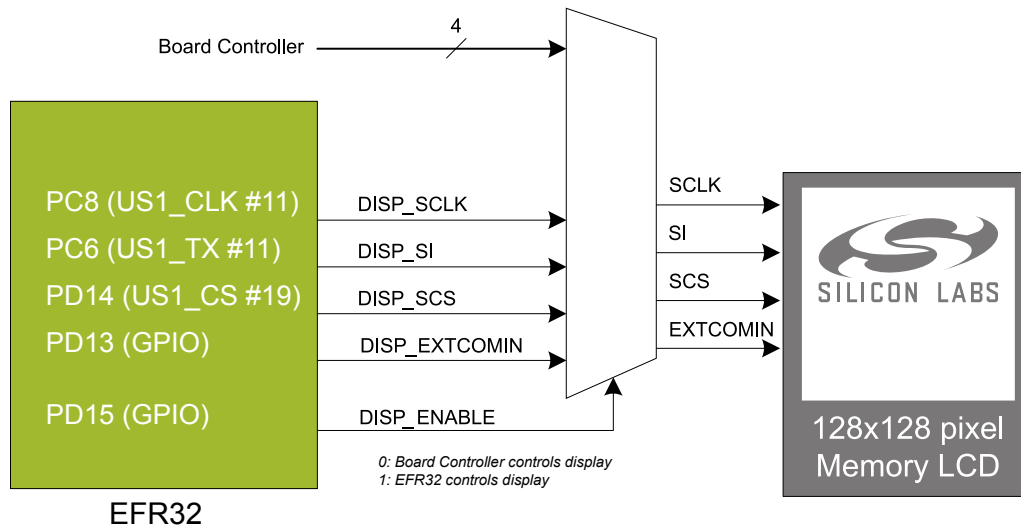 4
Board Controller
PC8 (US1_CLK #11)
PC6 (US1_TX #11)
PD14 (US1_CS #19)
PD13 (GPIO)
PD15 (GPIO)
EFR32
DISP_SCLK
DISP_SI
DISP_SCS
DISP_EXTCOMIN
DISP_ENABLE
0: Board Controller controls display
1: EFR32 controls display
SCLK
SI
SCS
EXTCOMIN
SILICON LABS
128x128 pixel
Memory LCD